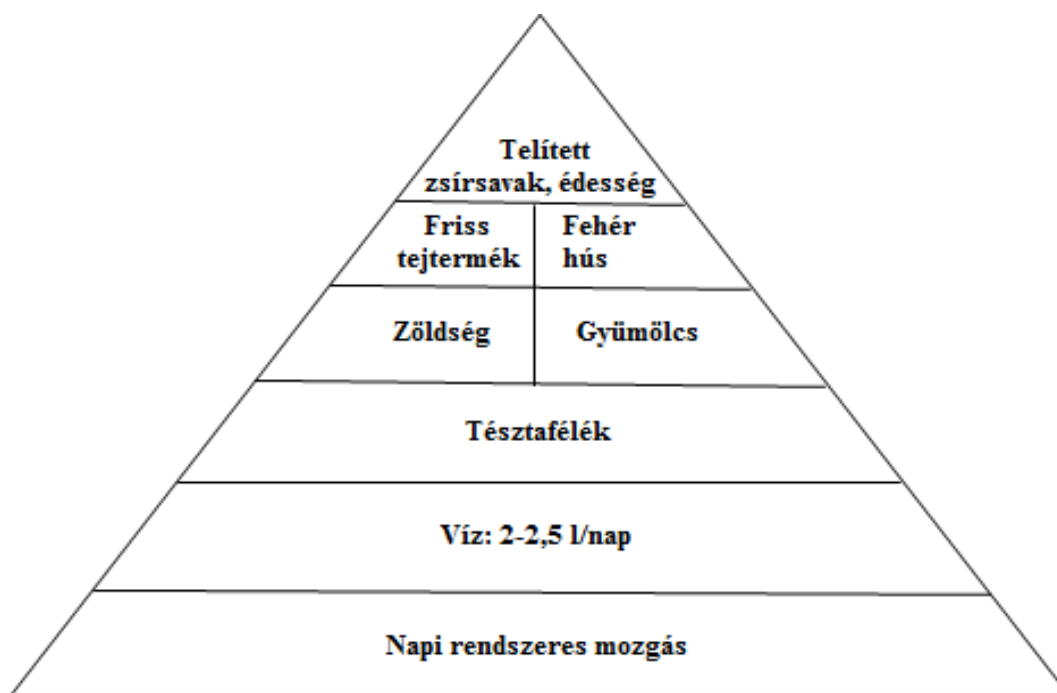 Telített
zsírsavak, édesség
Friss
tejtermék
Fehér
hús
Zöldség
Gyümölcs
Tésztafélék
Víz: 2-2,5 l/nap
Napi rendszeres mozgás